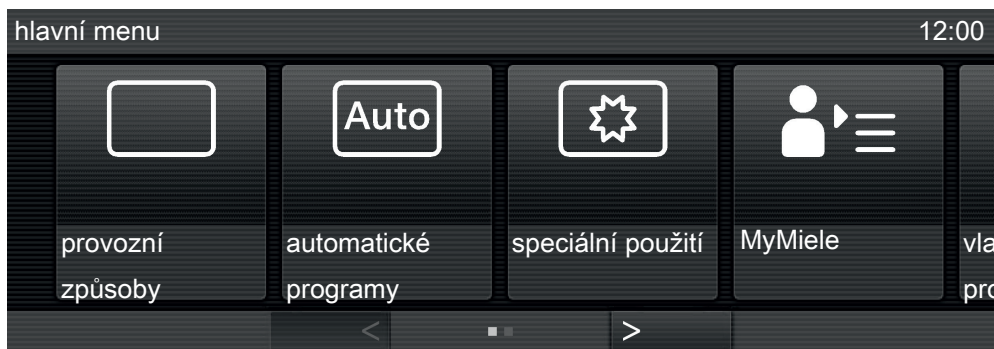 hlavní menu 12:00
Auto
provozní
způsoby
automatické
programy
speciální použití
MyMiele
< >